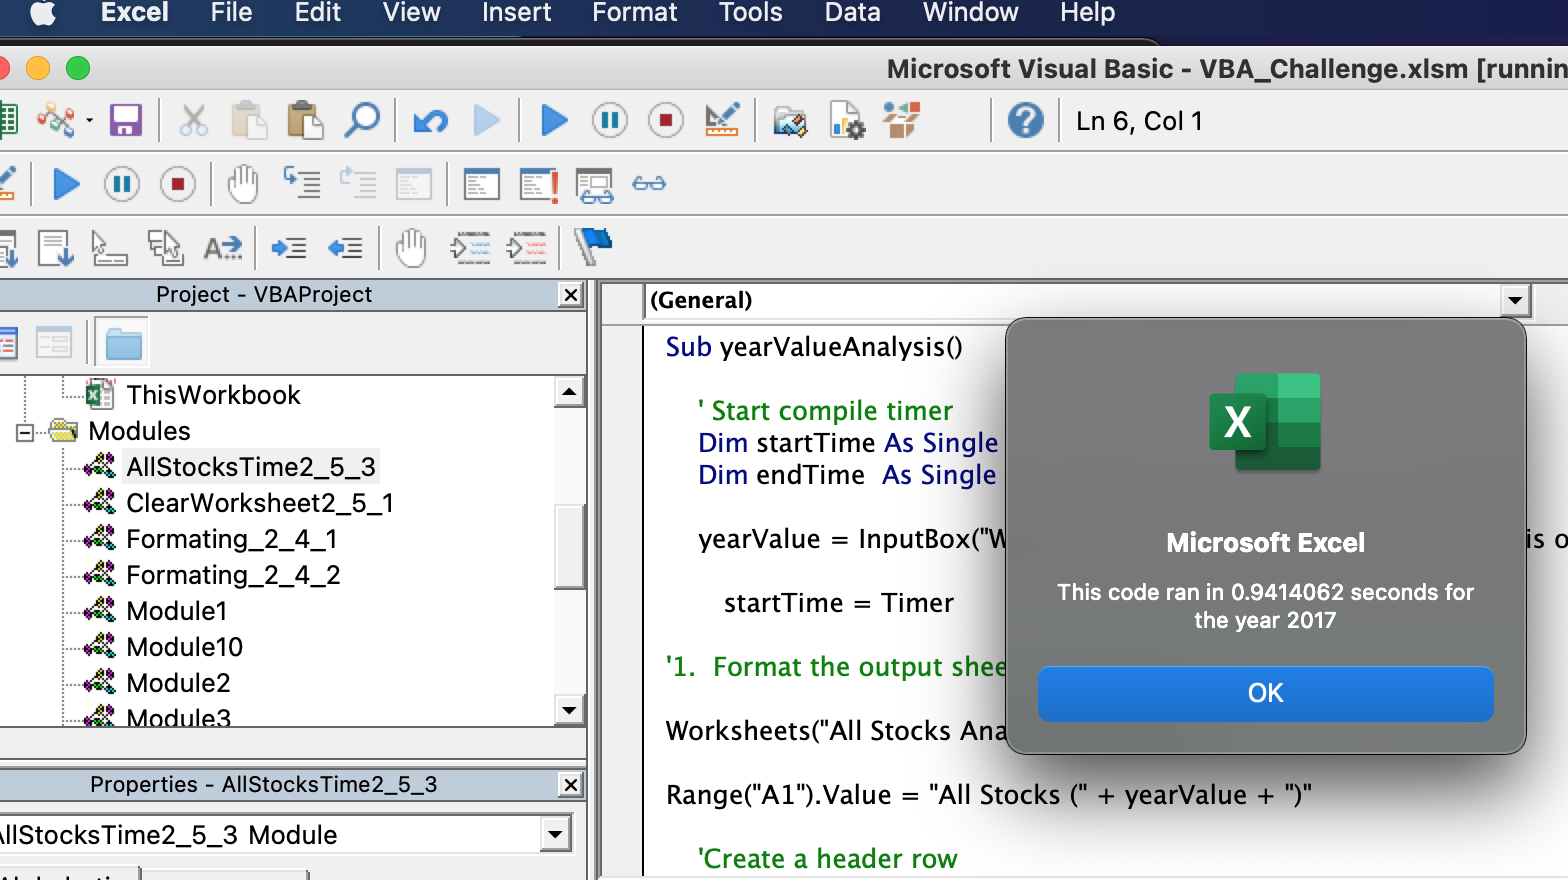 Excel File Edit View Insert Format Tools Data Window Help
Microsoft Visual Basic - VBA_Challenge.xlsm [runnin
Ln 6, Col 1
Project - VBAProject
ThisWorkbook
Modules
AllStocksTime2_5_3
ClearWorksheet2_5_1
Formating_2_4_1
Formating_2_4_2
Module1
Module10
Module2
Module3
Properties - AllStocksTime2_5_3
AllStocksTime2_5_3 Module
(General)
Sub yearValueAnalysis()
' Start compile timer
Dim startTime As Single
Dim endTime  As Single
yearValue = InputBox("W
is o
startTime = Timer
'1.  Format the output shee
Worksheets("All Stocks Ana
Range("A1").Value = "All Stocks (" + yearValue + ")"
'Create a header row
X
Microsoft Excel
This code ran in 0.9414062 seconds for
the year 2017
OK